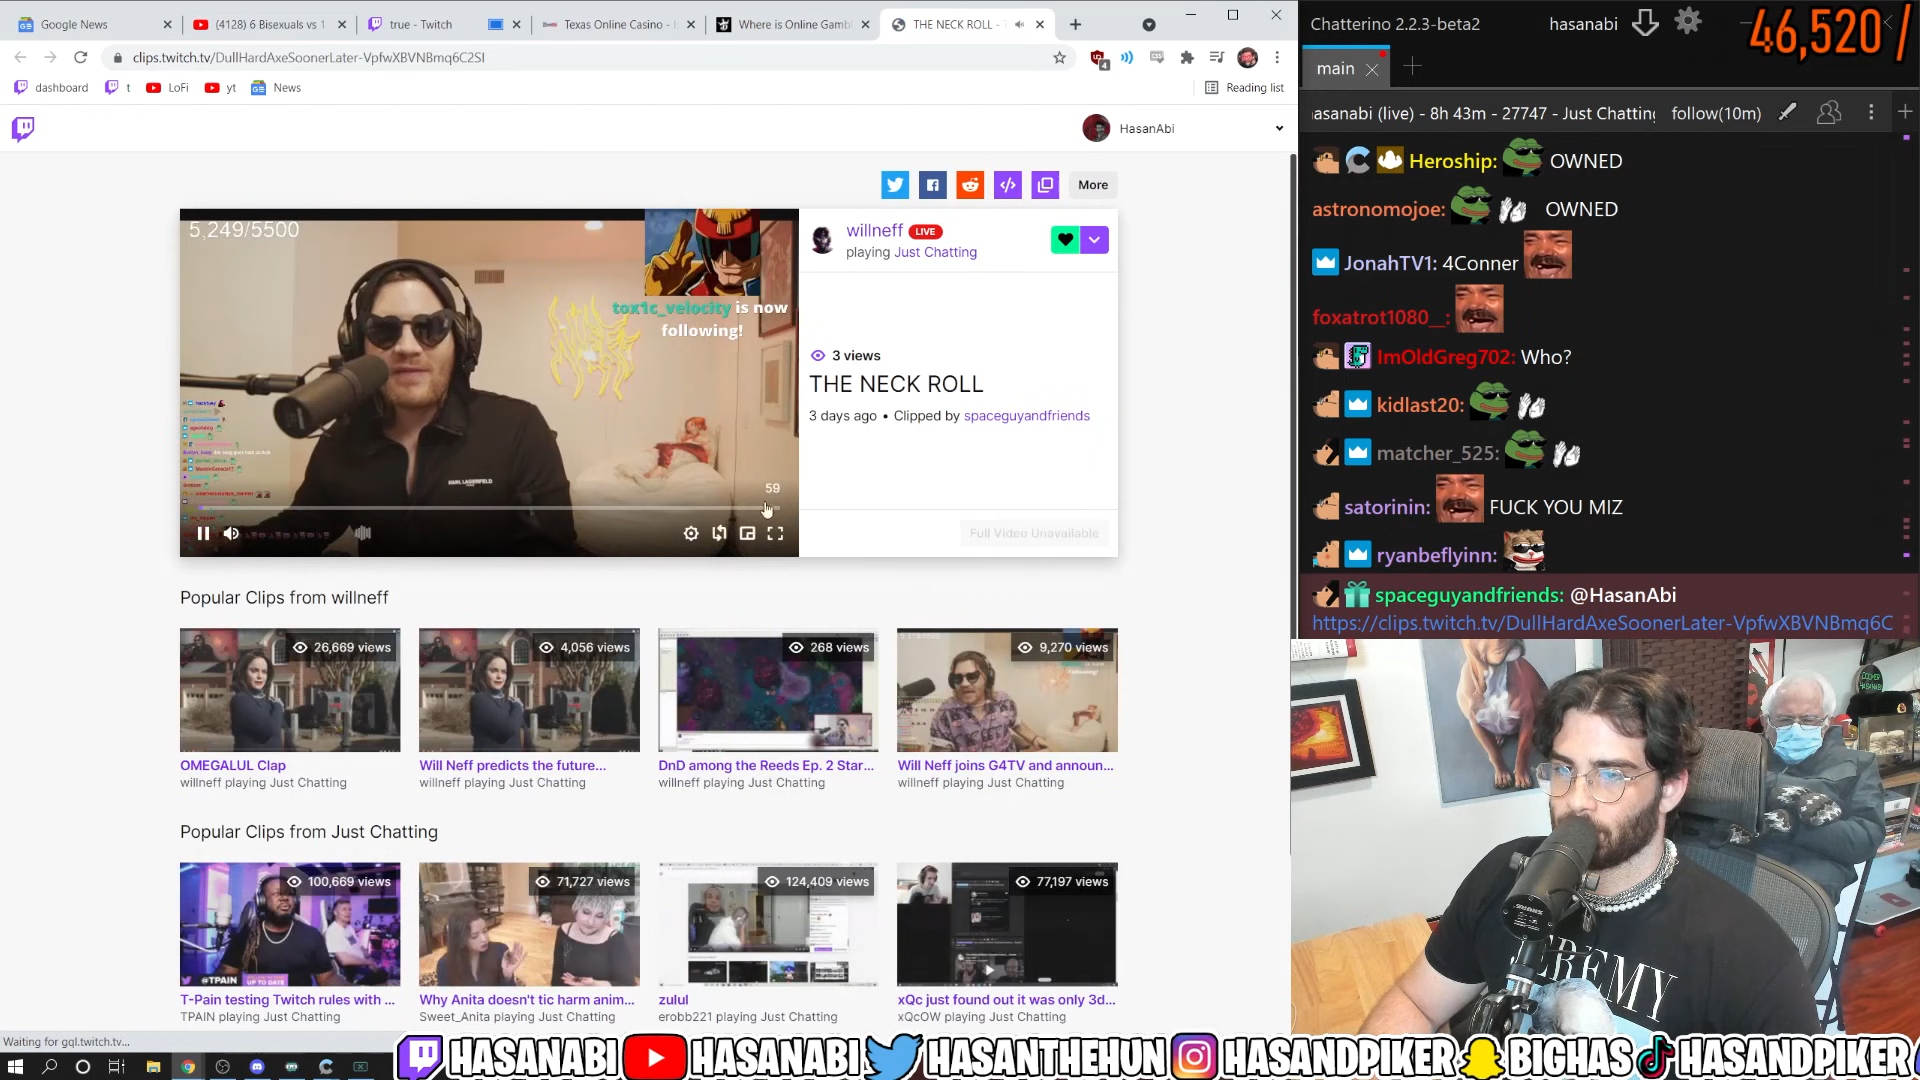 Google News
(4128) 6 Bisexuals vs 1
true - Twitch
Texas Online Casino -
Where is Online Gambl
THE NECK ROLL -
Chatterino 2.2.3-beta2
hasanabi
46,520 /
clips.twitch.tv/DullHardAxeSoonerLater-VpfwXBVNBmq6C2SI
main
dashboard
t
LoFi
yt
News
Reading list
asanabi (live) - 8h 43m - 27747 - Just Chatting
follow(10m)
HasanAbi
Heroship: OWNED
astronomojoe: OWNED
JonahTV1: 4Conner
foxatrot1080__:
ImOldGreg702: Who?
kidlast20:
matcher_525:
satorinin: FUCK YOU MIZ
ryanbeflyinn:
spaceguyandfriends: @HasanAbi
https://clips.twitch.tv/DullHardAxeSoonerLater-VpfwXBVNBmq6C
More
5,249/5500
tox1c_velocity is now
following!
KARL LAGERFELD
59
willneff LIVE
playing Just Chatting
3 views
THE NECK ROLL
3 days ago • Clipped by spaceguyandfriends
Full Video Unavailable
Popular Clips from willneff
26,669 views
4,056 views
268 views
9,270 views
OMEGALUL Clap
Will Neff predicts the future...
DnD among the Reeds Ep. 2 Star...
Will Neff joins G4TV and announ...
willneff playing Just Chatting
willneff playing Just Chatting
willneff playing Just Chatting
willneff playing Just Chatting
Popular Clips from Just Chatting
100,669 views
71,727 views
124,409 views
77,197 views
@TPAIN
T-Pain testing Twitch rules with ...
Why Anita doesn't tic harm anim...
zulul
xQc just found out it was only 3d...
TPAIN playing Just Chatting
Sweet_Anita playing Just Chatting
erobb221 playing Just Chatting
xQcOW playing Just Chatting
JEREMY
Waiting for gql.twitch.tv...
HASANABI
HASANABI
HASANTHEHUN
HASANDPIKER
BIGHAS
HASANDPIKER